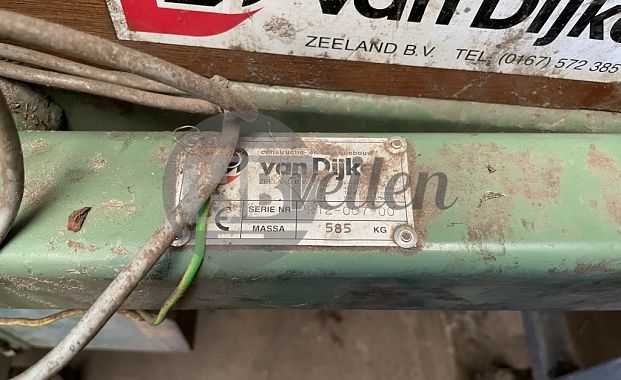 van Dijk
ZEELAND B.V. TEL. (0167) 572 385
van Dijk
SERIE NR
MASSA 585 KG
Veilen